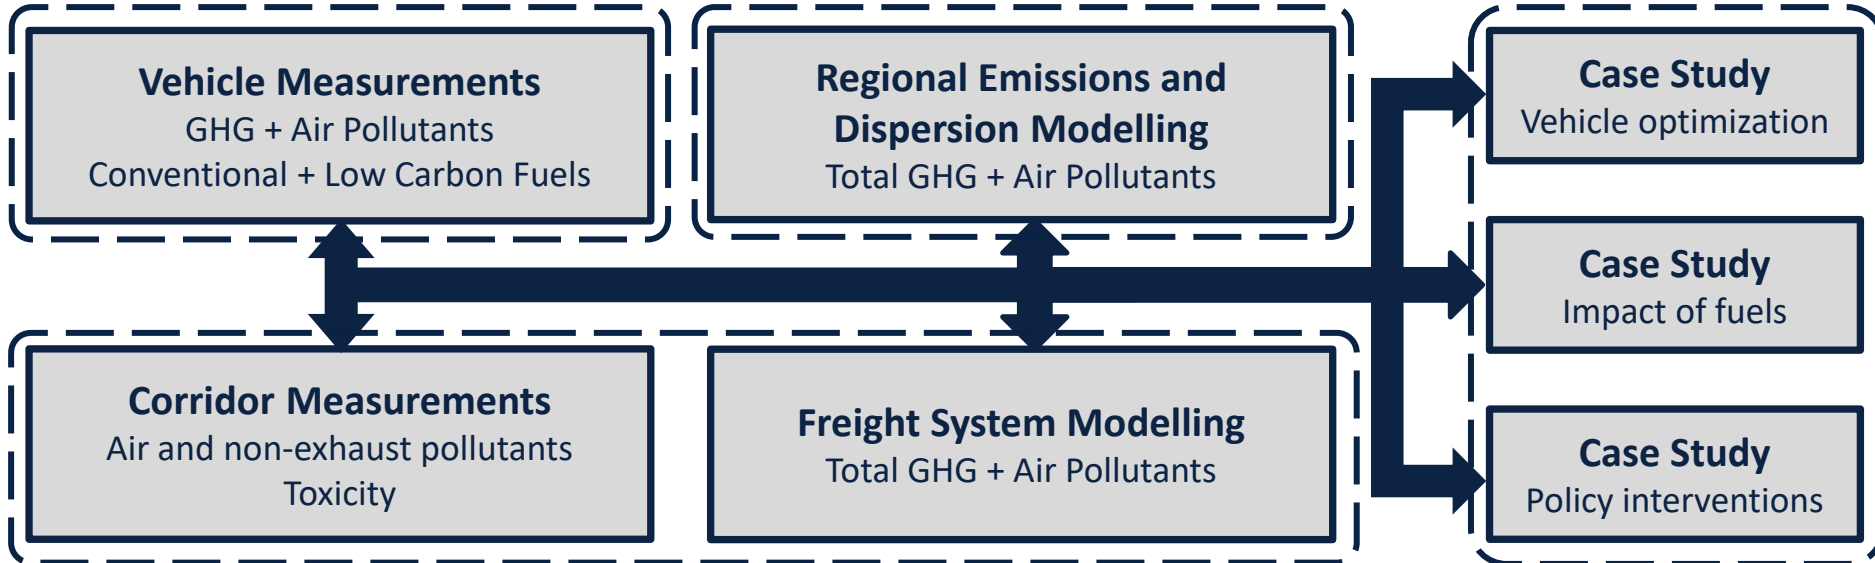 Vehicle Measurements
GHG + Air Pollutants
Conventional + Low Carbon Fuels
Regional Emissions and
Dispersion Modelling
Total GHG + Air Pollutants
Corridor Measurements
Air and non-exhaust pollutants
Toxicity
Freight System Modelling
Total GHG + Air Pollutants
Case Study
Vehicle optimization
Case Study
Impact of fuels
Case Study
Policy interventions